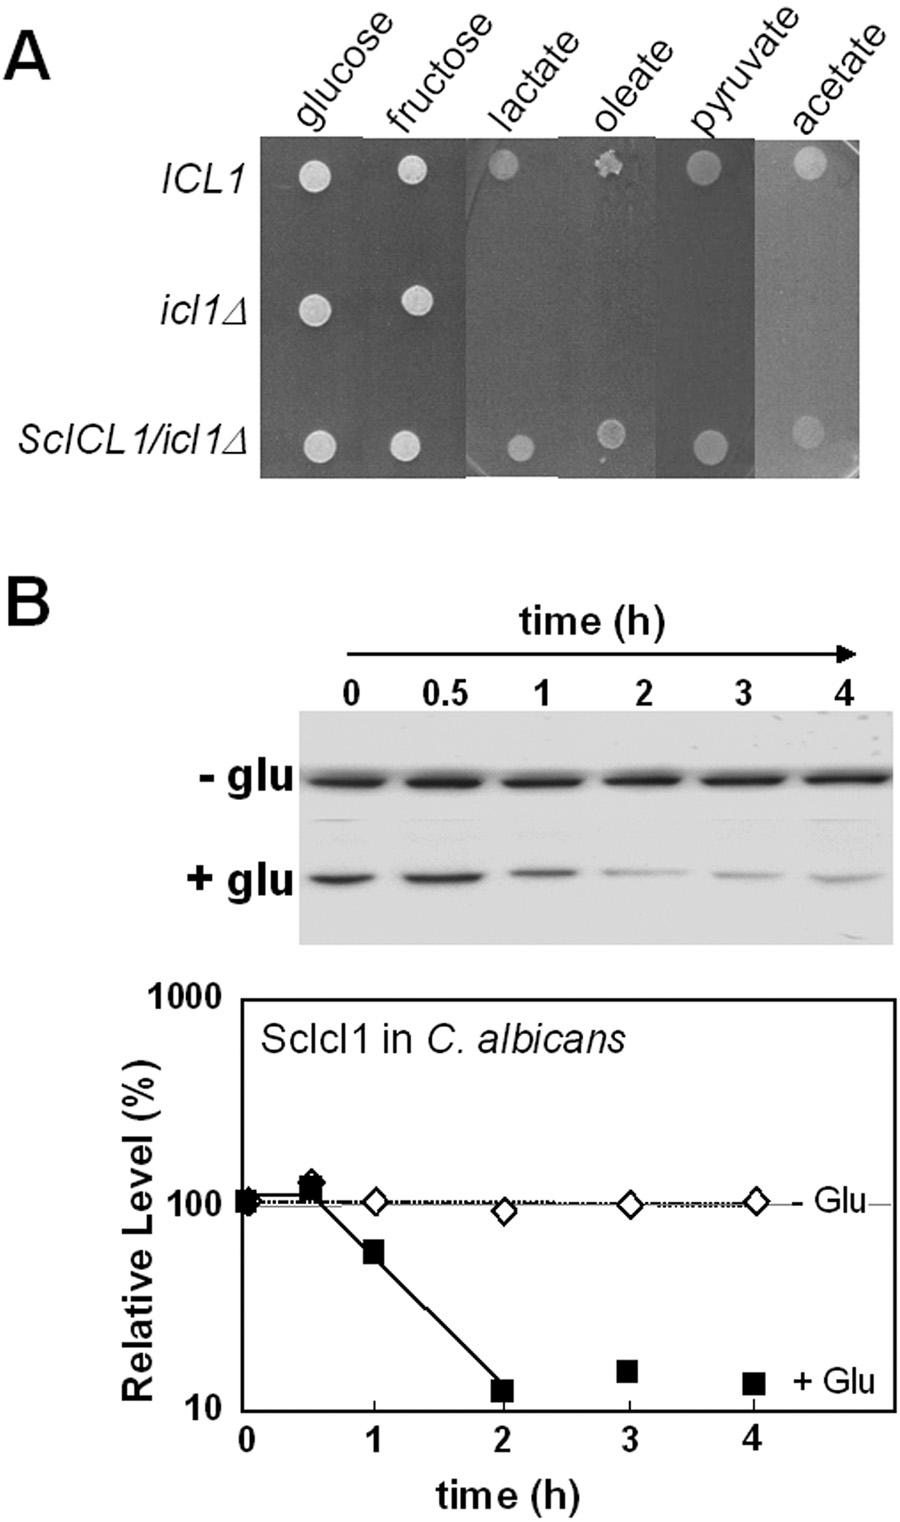 A
glucose fructose lactate oleate pyruvate acetate
ICL1
icl1Δ
ScICL1/icl1Δ
B
time (h)
0 0.5 1 2 3 4
- glu
+ glu
1000
ScIcl1 in C. albicans
Relative Level (%)
100
- Glu
+ Glu
10
0 1 2 3 4
time (h)